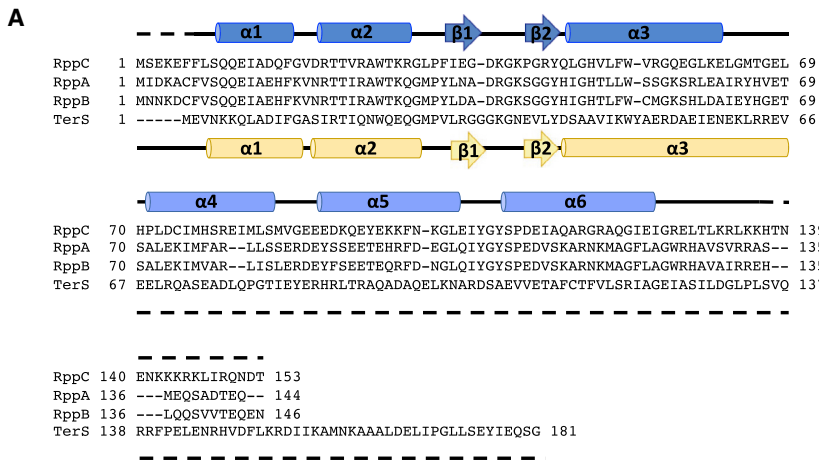 A
α1 α2 β1 β2 α3
RppC 1 MSEKEFFLSQQEIADQFGVDRTTVRAWTKRGLPFIEG-DKGKPGRYQLGHVLFW-VRGQEGLKELGMTGEL 69
RppA 1 MIDKACFVSQQEIAEHFKVNRTTIRAWTKQGMPYLNA-DRGKSGGYHIGHTLLW-SSGKSRLEAIRYHVET 69
RppB 1 MNNKDCFVSQQEIAEHFKVNRTTIRAWTKQGMPYLDA-DRGKSGGYHIGHTLFW-CMGKSHLDAIEYHGET 69
TerS 1 -----MEVNKKQLADIFGASIRTIQNWQEQGMPVLRGGGKGNEVLYDSAAVIKWYAERDAEIENEKLRREV 66
α1 α2 β1 β2 α3
α4 α5 α6
RppC 70 HPLDCIMHSREIMLSMVGEEEDKQEYEKKFN-KGLEIYGYSPDEIAQARGRAQGIEIGRELTLKRLKKHTN 139
RppA 70 SALEKIMFAR--LLSSERDEYSSEETEHRFD-EGLQIYGYSPEDVSKARNKMAGFLAGWRHAVSVRRAS-- 135
RppB 70 SALEKIMVAR--LISLERDEYFSEETEQRFD-NGLQIYGYSPEDVSKARNKMAGFLAGWRHAVAIRREH-- 135
TerS 67 EELRQASEADLQPGTIEYERHRLTRAQADAQELKNARDSAEVVETAFCTFVLSRIAGEIASILDGLPLSVQ 137
RppC 140 ENKKKRKLIRQNDT 153
RppA 136 ---MEQSADTEQ-- 144
RppB 136 ---LQQSVVTEQEN 146
TerS 138 RRFPELENRHVDFLKRDIIKAMNKAAALDELIPGLLSEYIEQSG 181